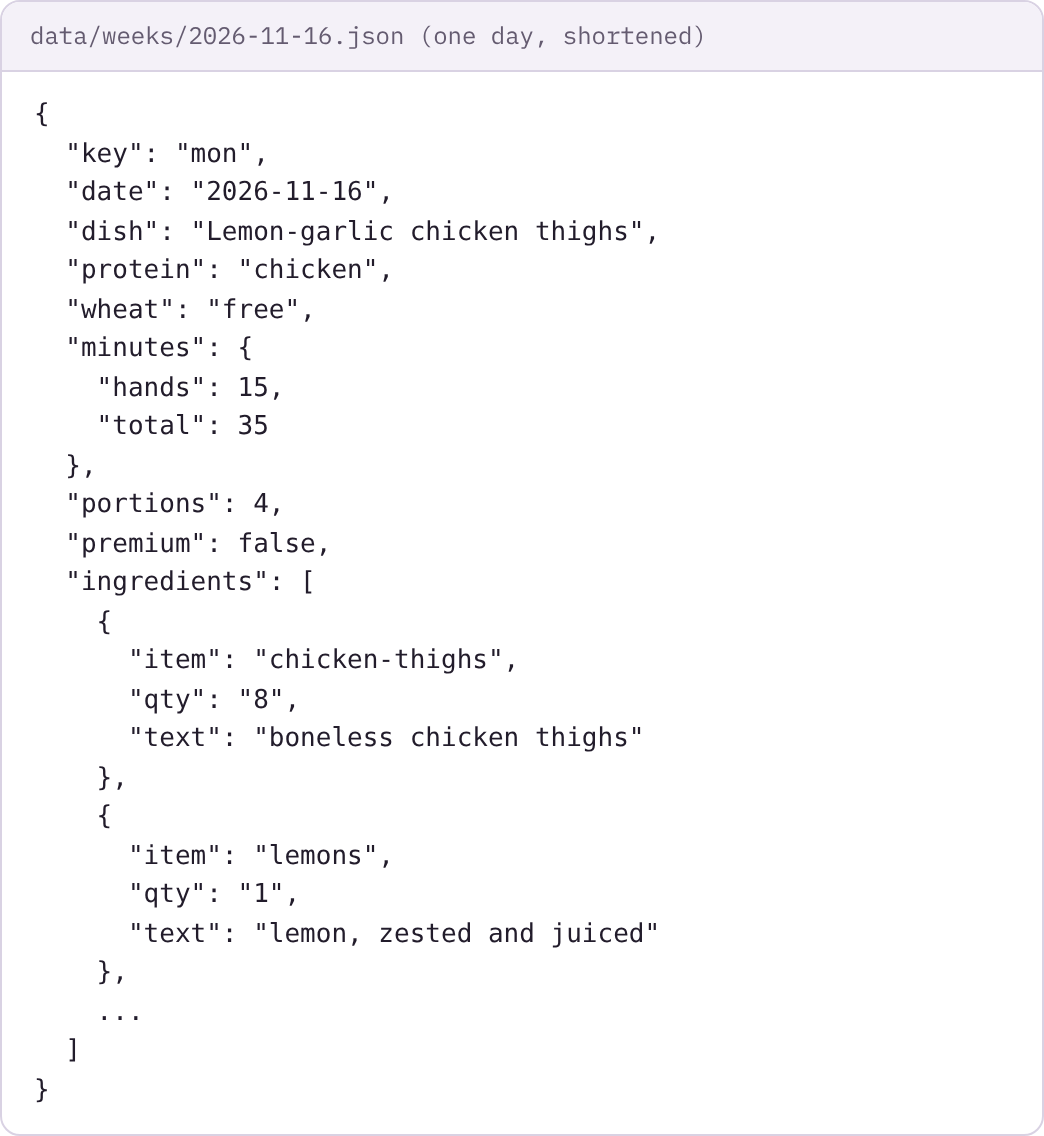 data/weeks/2026-11-16.json (one day, shortened)
{
  "key": "mon",
  "date": "2026-11-16",
  "dish": "Lemon-garlic chicken thighs",
  "protein": "chicken",
  "wheat": "free",
  "minutes": {
    "hands": 15,
    "total": 35
  },
  "portions": 4,
  "premium": false,
  "ingredients": [
    {
      "item": "chicken-thighs",
      "qty": "8",
      "text": "boneless chicken thighs"
    },
    {
      "item": "lemons",
      "qty": "1",
      "text": "lemon, zested and juiced"
    },
    ...
  ]
}